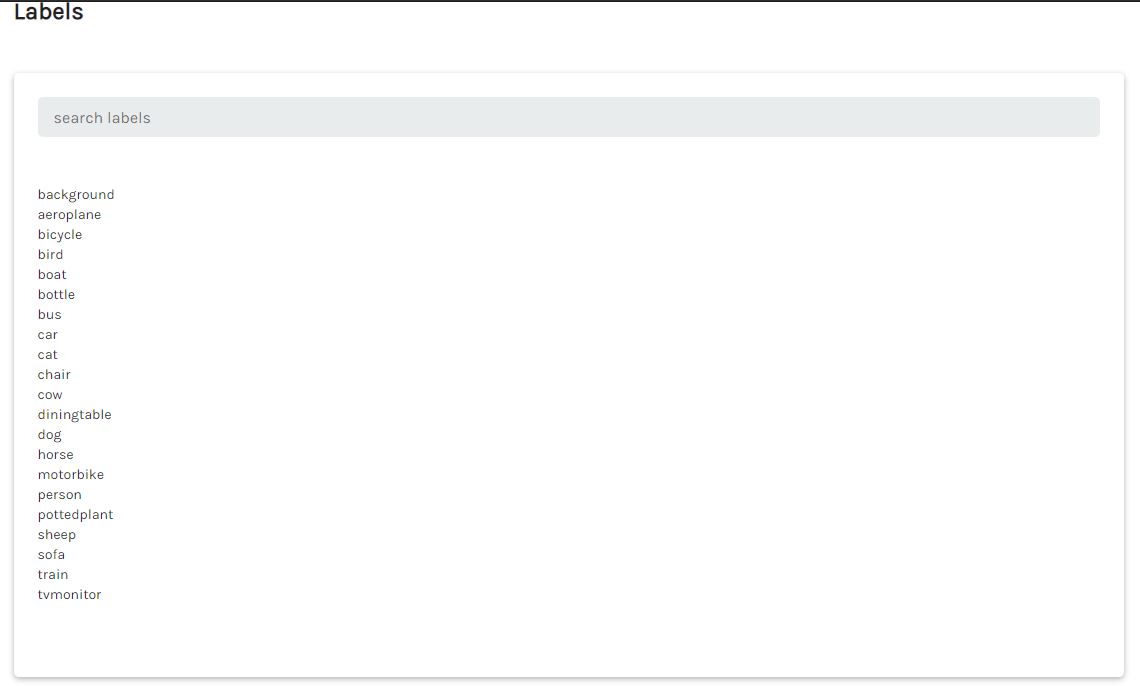 Labels
search labels
background
aeroplane
bicycle
bird
boat
bottle
bus
car
cat
chair
cow
diningtable
dog
horse
motorbike
person
pottedplant
sheep
sofa
train
tvmonitor